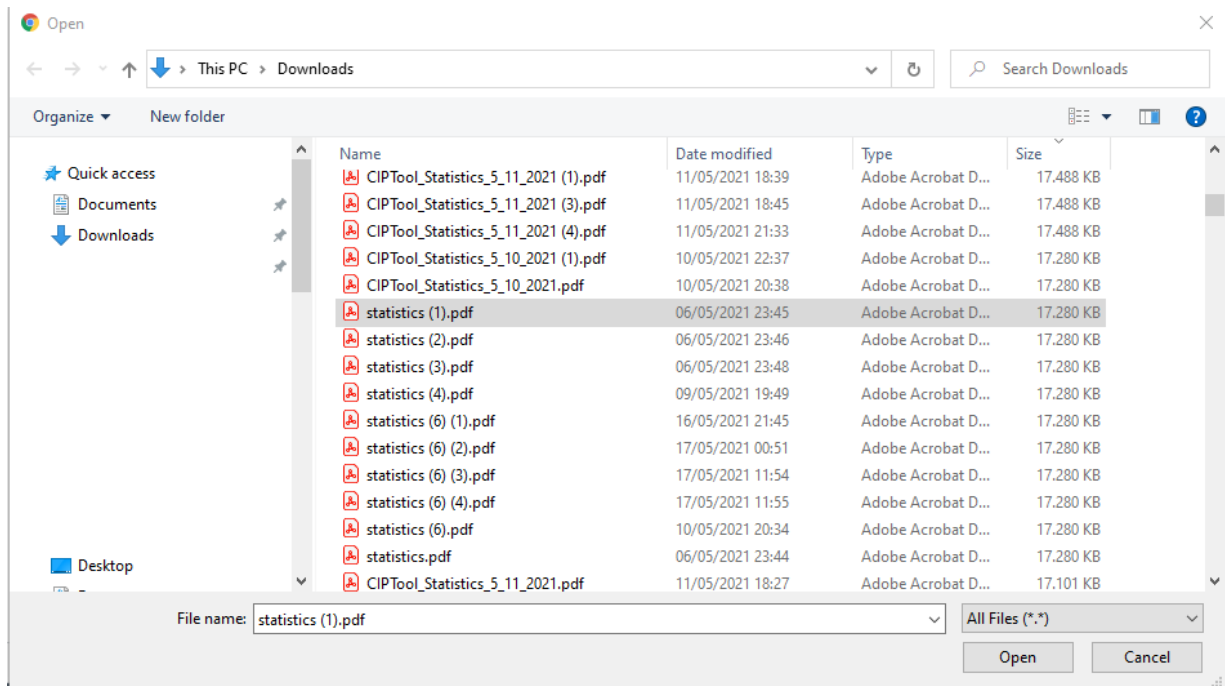 Open
This PC > Downloads
Search Downloads
Organize
New folder
Quick access
Documents
Downloads
Desktop
Name Date modified Type Size
CIPTool_Statistics_5_11_2021 (1).pdf 11/05/2021 18:39 Adobe Acrobat D... 17.488 KB
CIPTool_Statistics_5_11_2021 (3).pdf 11/05/2021 18:45 Adobe Acrobat D... 17.488 KB
CIPTool_Statistics_5_11_2021 (4).pdf 11/05/2021 21:33 Adobe Acrobat D... 17.488 KB
CIPTool_Statistics_5_10_2021 (1).pdf 10/05/2021 22:37 Adobe Acrobat D... 17.280 KB
CIPTool_Statistics_5_10_2021.pdf 10/05/2021 20:38 Adobe Acrobat D... 17.280 KB
statistics (1).pdf 06/05/2021 23:45 Adobe Acrobat D... 17.280 KB
statistics (2).pdf 06/05/2021 23:46 Adobe Acrobat D... 17.280 KB
statistics (3).pdf 06/05/2021 23:48 Adobe Acrobat D... 17.280 KB
statistics (4).pdf 09/05/2021 19:49 Adobe Acrobat D... 17.280 KB
statistics (6) (1).pdf 16/05/2021 21:45 Adobe Acrobat D... 17.280 KB
statistics (6) (2).pdf 17/05/2021 00:51 Adobe Acrobat D... 17.280 KB
statistics (6) (3).pdf 17/05/2021 11:54 Adobe Acrobat D... 17.280 KB
statistics (6) (4).pdf 17/05/2021 11:55 Adobe Acrobat D... 17.280 KB
statistics (6).pdf 10/05/2021 20:34 Adobe Acrobat D... 17.280 KB
statistics.pdf 06/05/2021 23:44 Adobe Acrobat D... 17.280 KB
CIPTool_Statistics_5_11_2021.pdf 11/05/2021 18:27 Adobe Acrobat D... 17.101 KB
File name: statistics (1).pdf All Files (*.*)
Open Cancel